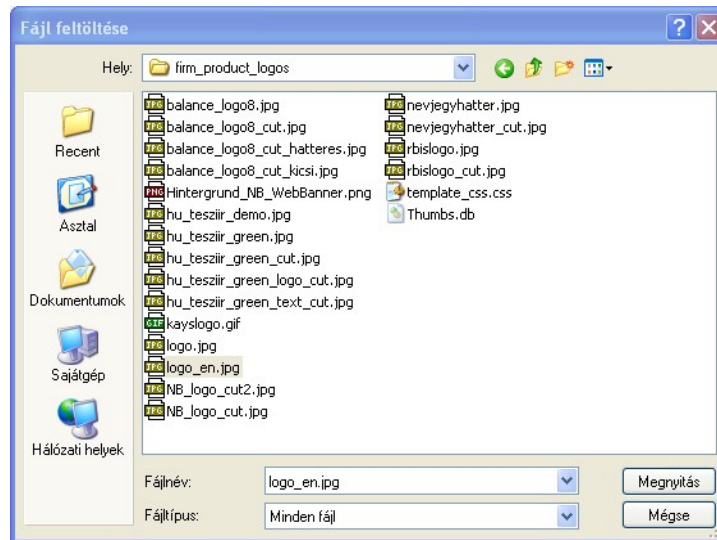 Fájl feltöltése
Hely:
firm_product_logos
Recent
Asztal
Dokumentumok
Sajátgép
Hálózati helyek
balance_logo8.jpg
balance_logo8_cut.jpg
balance_logo8_cut_hatteres.jpg
balance_logo8_cut_kicsi.jpg
Hintergrund_NB_WebBanner.png
hu_tesziir_demo.jpg
hu_tesziir_green.jpg
hu_tesziir_green_cut.jpg
hu_tesziir_green_logo_cut.jpg
hu_tesziir_green_text_cut.jpg
kayslogo.gif
logo.jpg
logo_en.jpg
NB_logo_cut2.jpg
NB_logo_cut.jpg
nevjegyhatter.jpg
nevjegyhatter_cut.jpg
rbislogo.jpg
rbislogo_cut.jpg
template_css.css
Thumbs.db
Fájlnév:
logo_en.jpg
Megnyitás
Fájltípus:
Minden fájl
Mégse